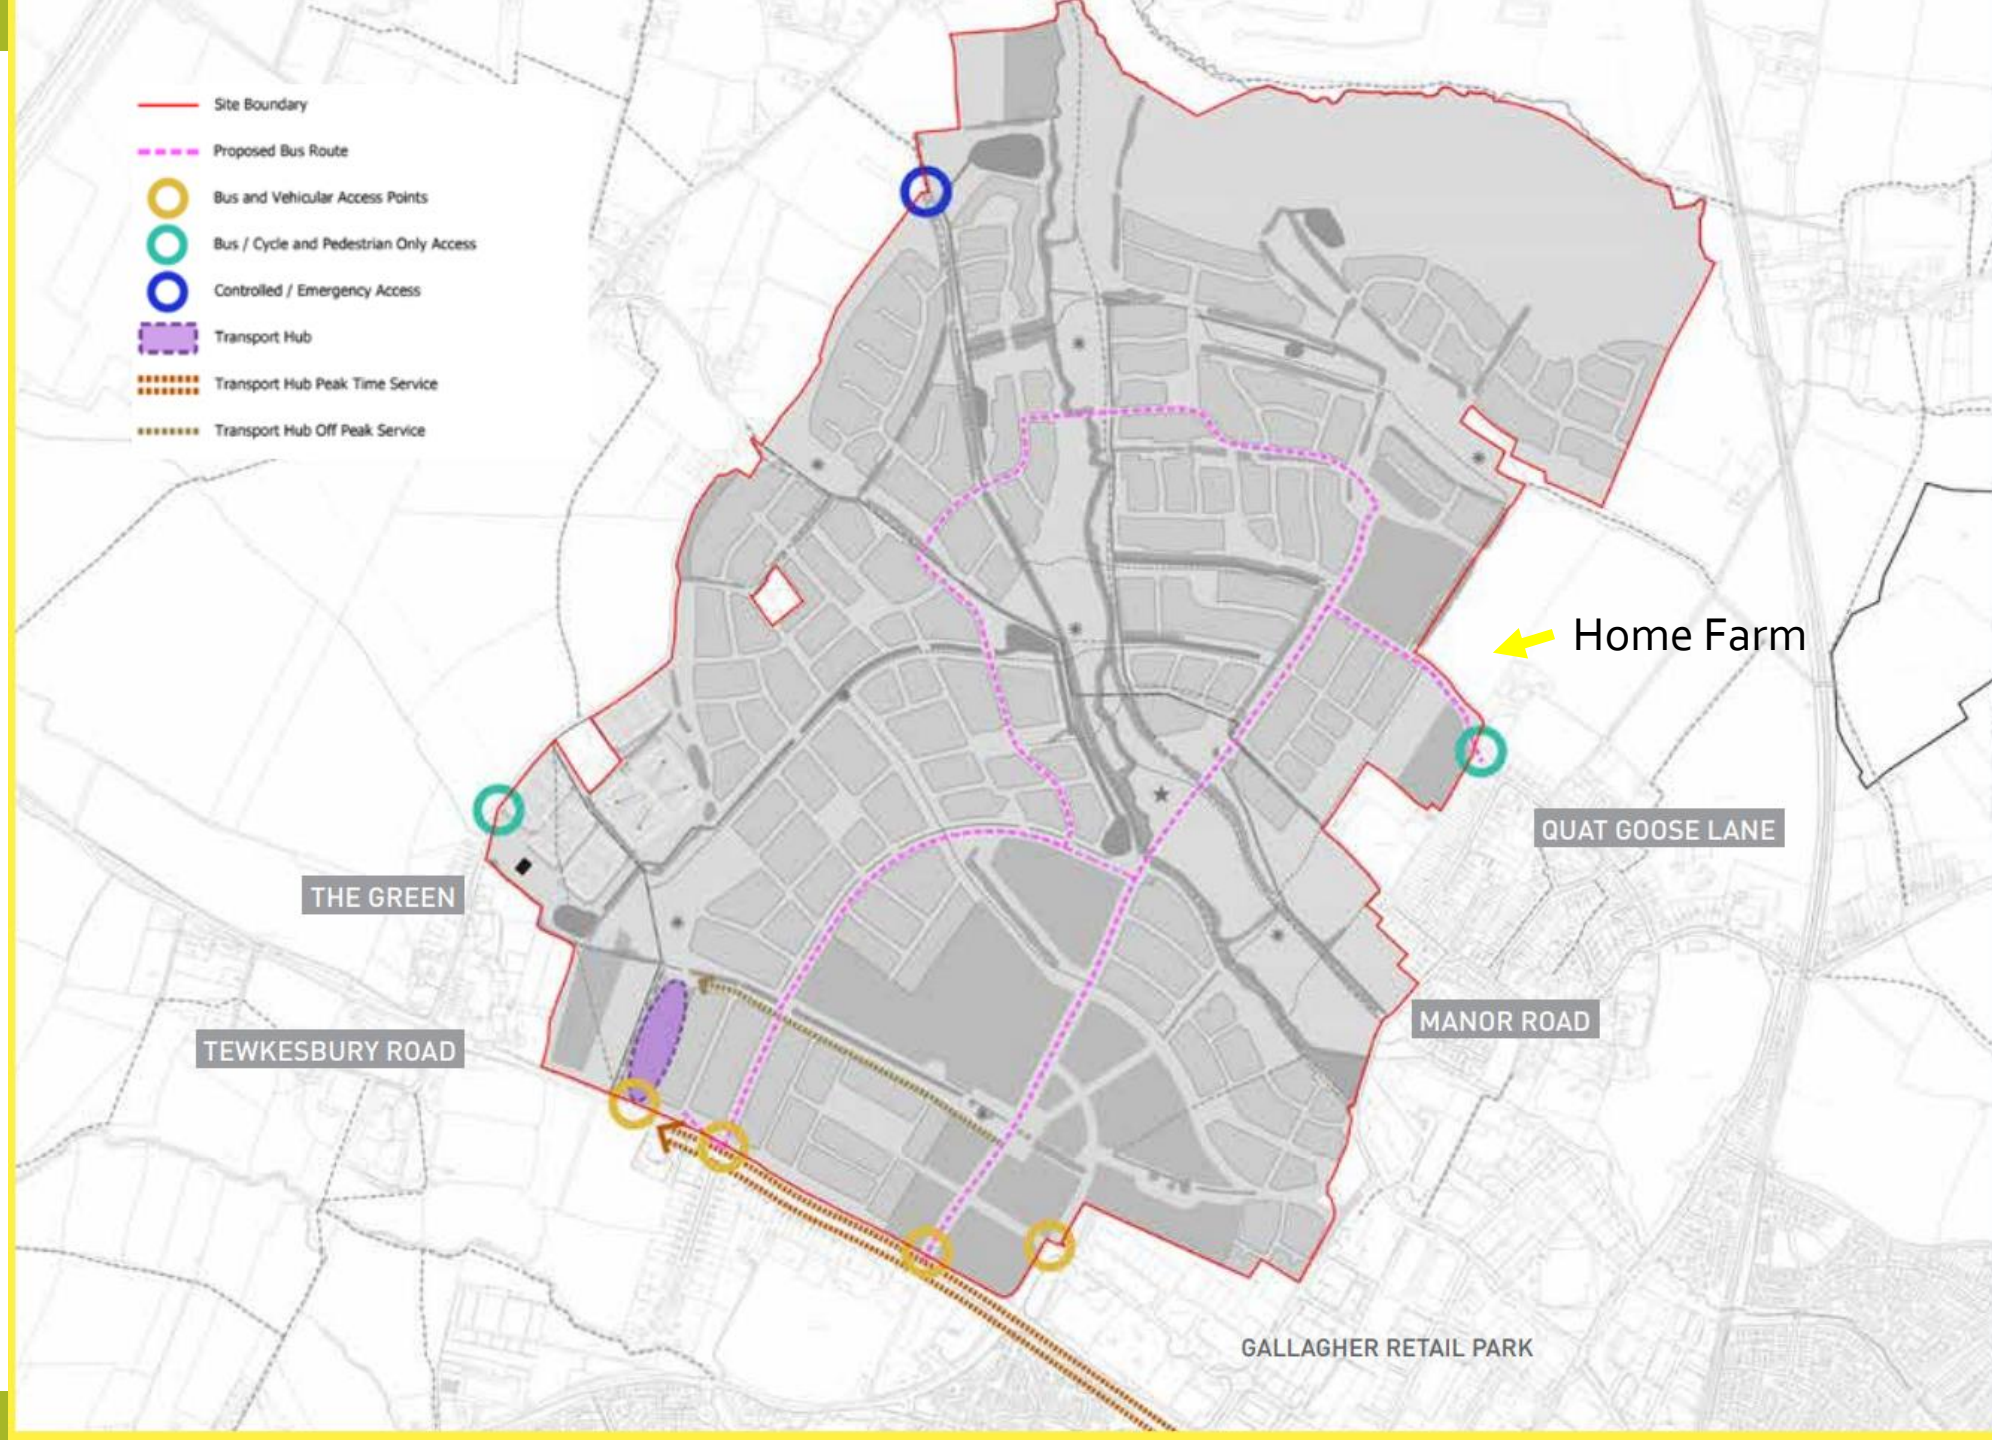 Site Boundary
Proposed Bus Route
Bus and Vehicular Access Points
Bus / Cycle and Pedestrian Only Access
Controlled / Emergency Access
Transport Hub
Transport Hub Peak Time Service
Transport Hub Off Peak Service
Home Farm
QUAT GOOSE LANE
THE GREEN
MANOR ROAD
TEWKESBURY ROAD
GALLAGHER RETAIL PARK